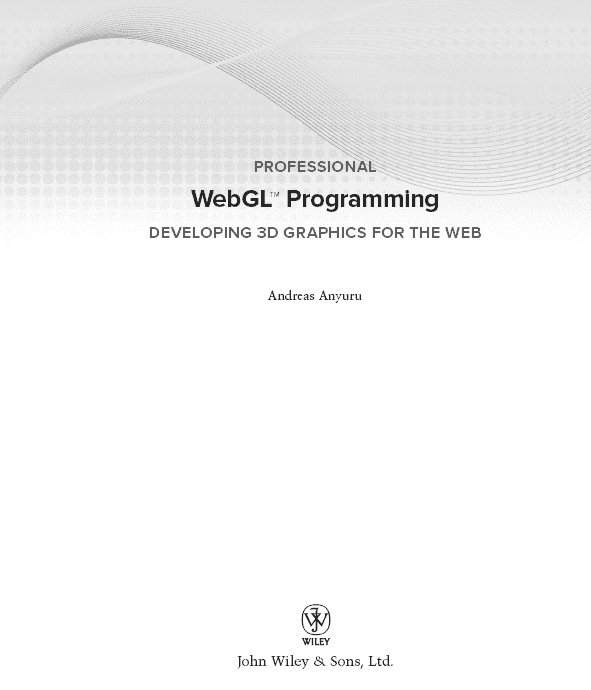 PROFESSIONAL
WebGL™ Programming
DEVELOPING 3D GRAPHICS FOR THE WEB
Andreas Anyuru
WILEY
John Wiley & Sons, Ltd.